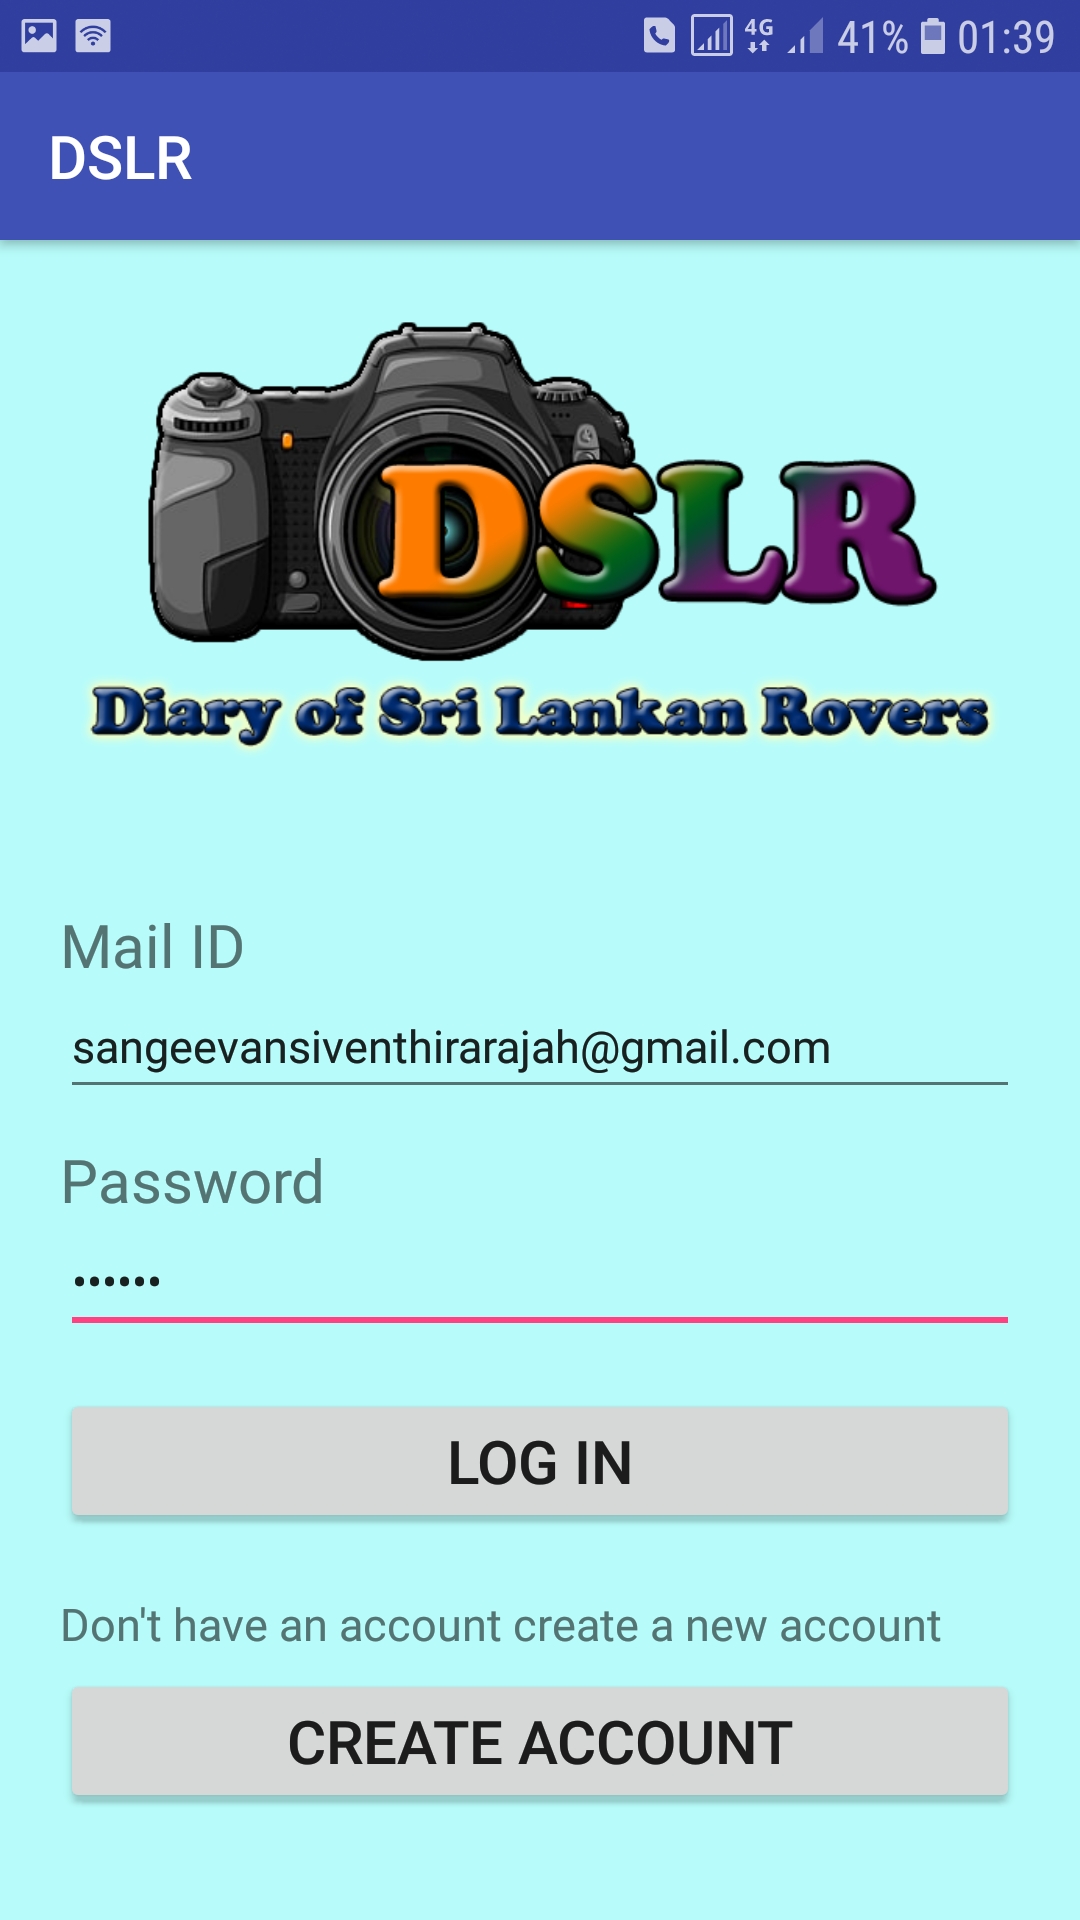 4G 41% 01:39
DSLR
DSLR
Diary of Sri Lankan Rovers
Mail ID
sangeevansiventhirarajah@gmail.com
Password
••••••
LOG IN
Don't have an account create a new account
CREATE ACCOUNT